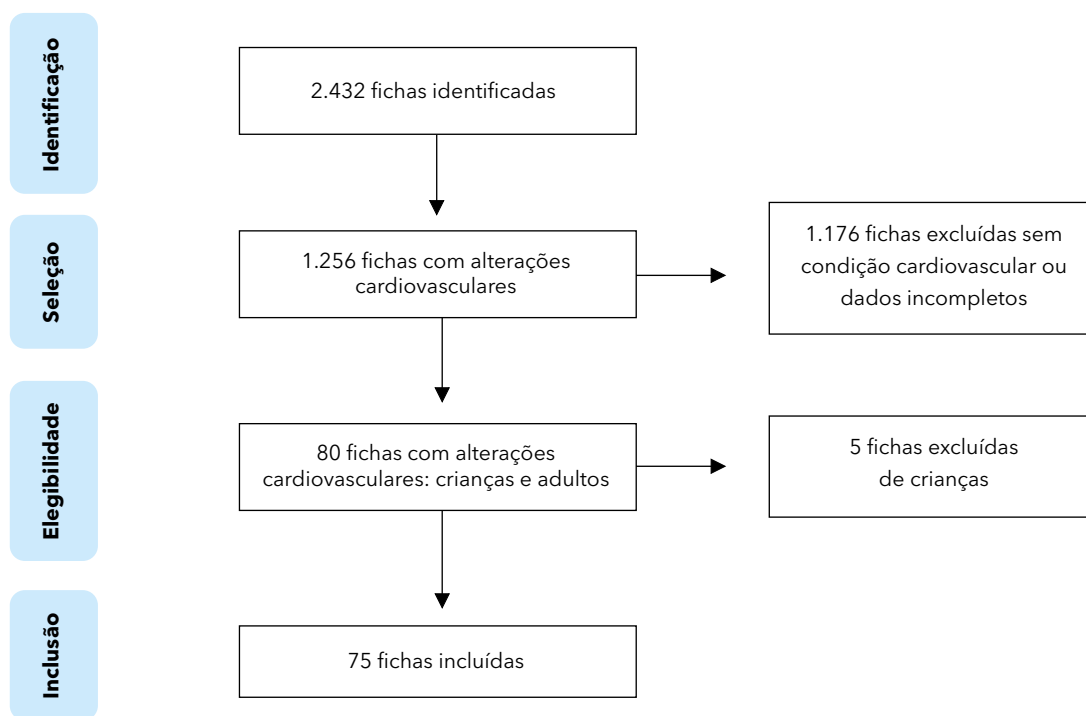 Identificação
2.432 fichas identificadas
Seleção
1.256 fichas com alterações
cardiovasculares
1.176 fichas excluídas sem
condição cardiovascular ou
dados incompletos
Elegibilidade
80 fichas com alterações
cardiovasculares: crianças e adultos
5 fichas excluídas
de crianças
Inclusão
75 fichas incluídas